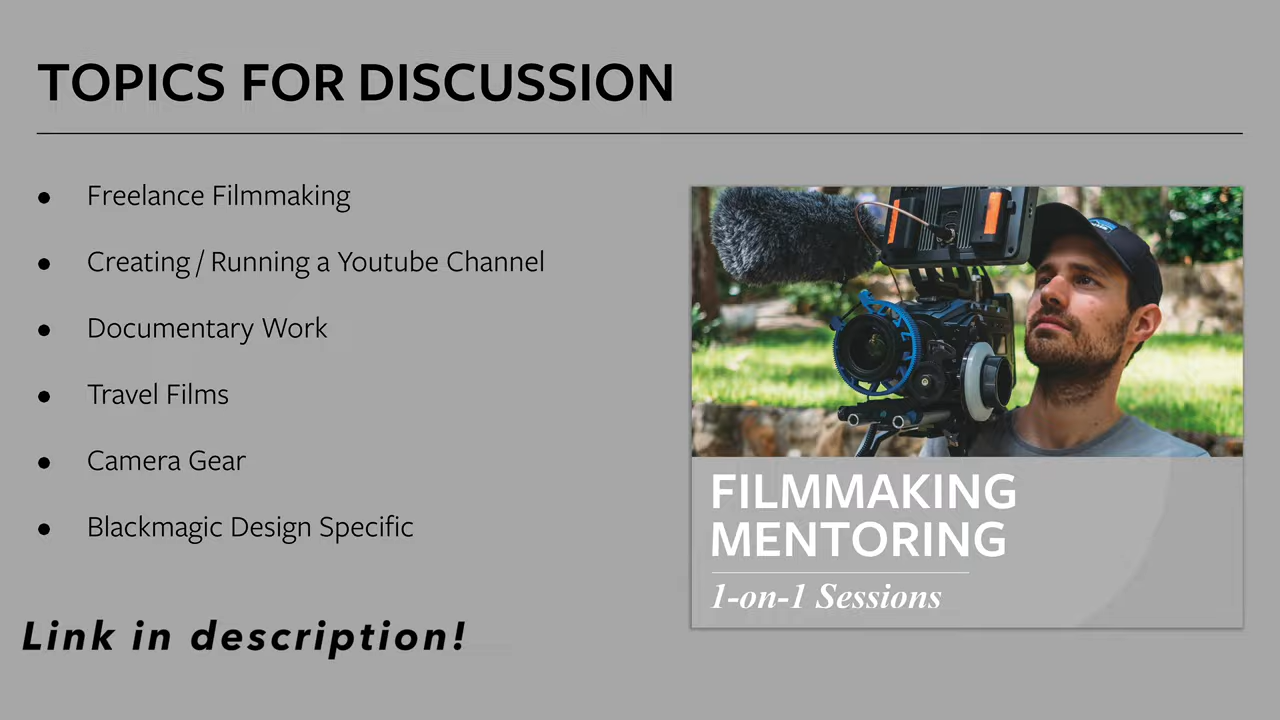 TOPICS FOR DISCUSSION
● Freelance Filmmaking
● Creating / Running a Youtube Channel
● Documentary Work
● Travel Films
● Camera Gear
● Blackmagic Design Specific
Link in description!
FILMMAKING
MENTORING
1-on-1 Sessions